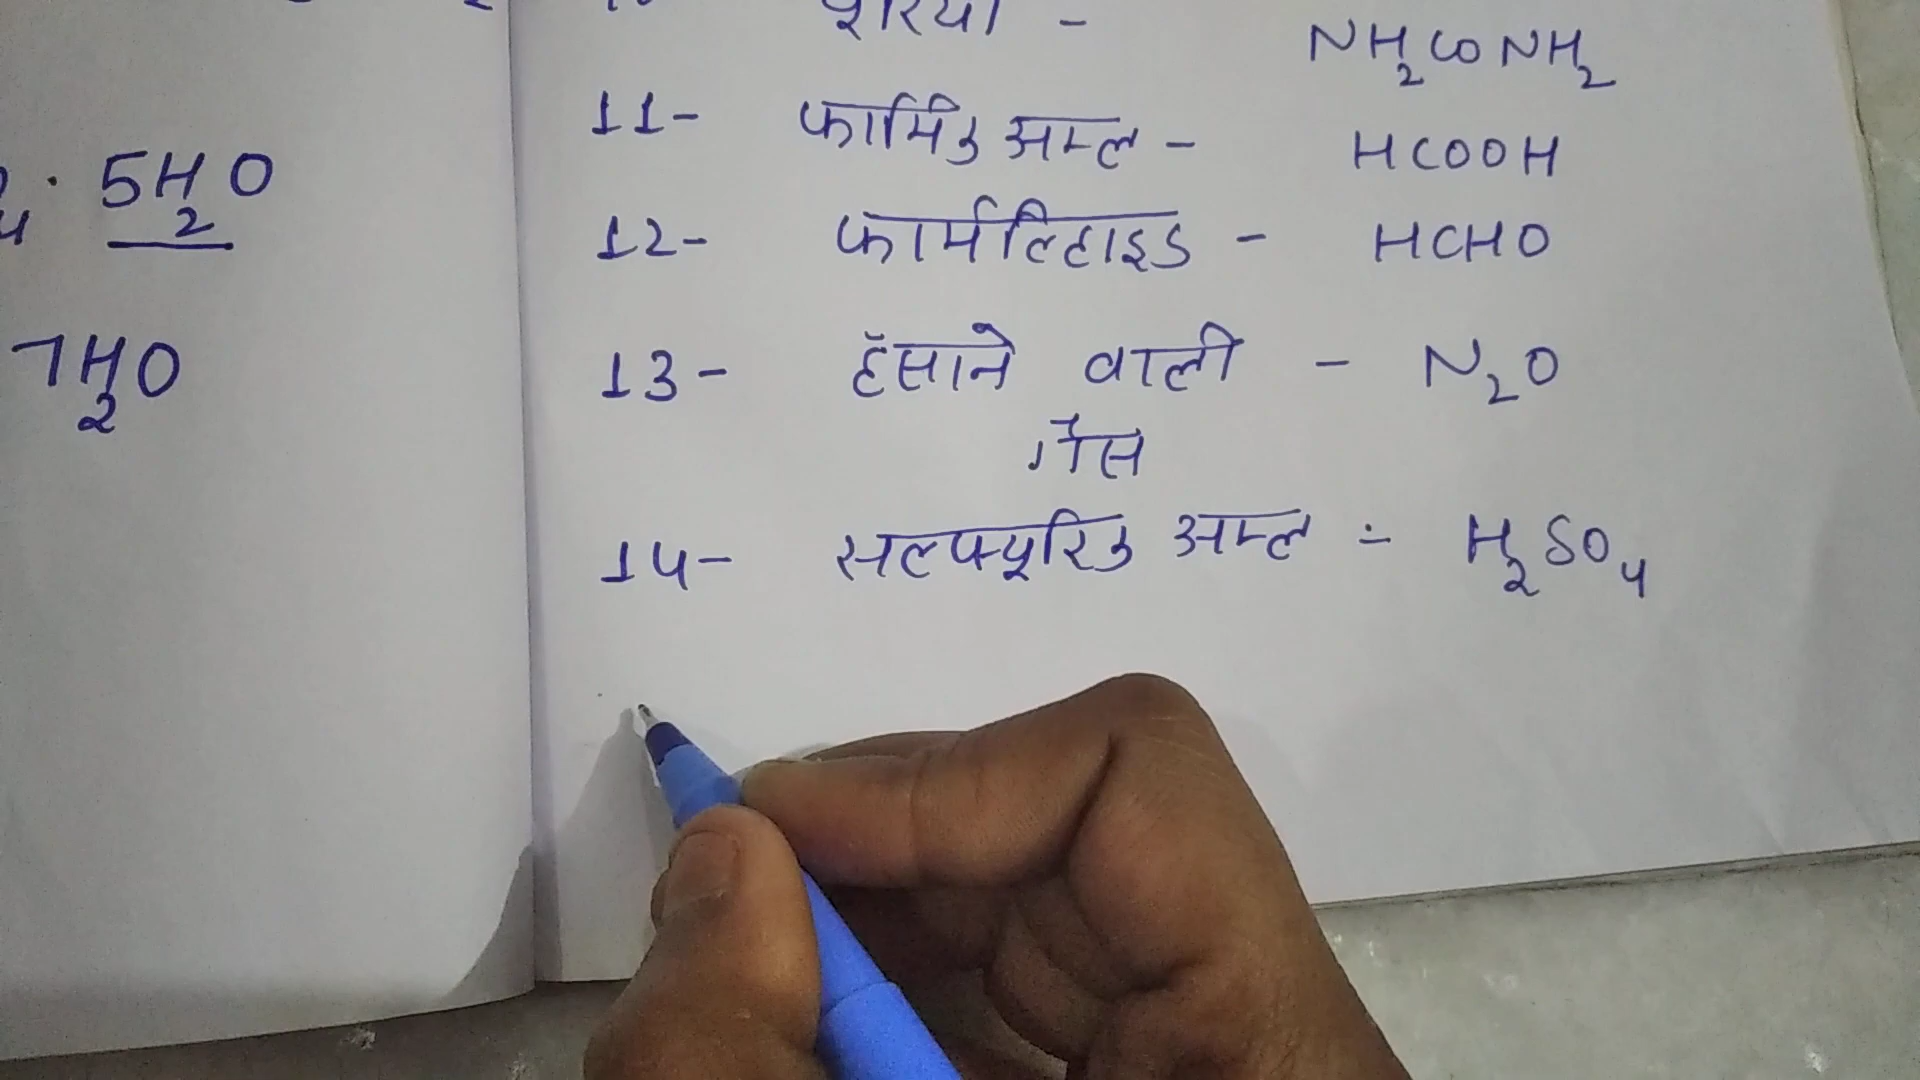 5H₂O
7H₂O
यूरिया - NH₂CONH₂
11- फार्मिक अम्ल - HCOOH
12- फार्मल्डिहाइड - HCHO
13- हॅसाने वाली - N₂O
गैस
14- सल्फ्यूरिक अम्ल :- H₂SO₄